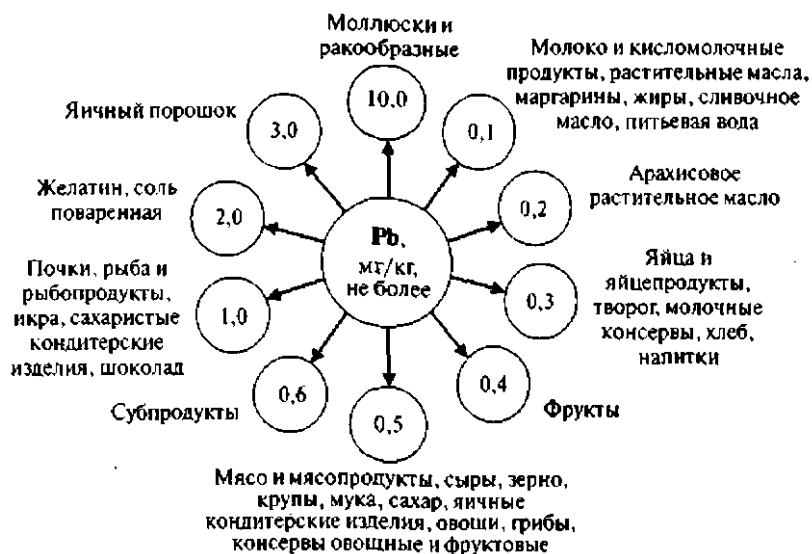 Моллюски и
ракообразные
10,0
Молоко и кисломолочные
продукты, растительные масла,
маргарины, жиры, сливочное
масло, питьевая вода
0,1
Арахисовое
растительное масло
0,2
Яйца и
яйцепродукты,
творог, молочные
консервы, хлеб,
напитки
0,3
Фрукты
0,4
0,5
Мясо и мясопродукты, сыры, зерно,
крупы, мука, сахар, яичные
кондитерские изделия, овоши, грибы,
консервы овощные и фруктовые
Субпродукты
0,6
Почки, рыба и
рыбопродукты,
икра, сахаристые
кондитерские
изделия, шоколад
1,0
Желатин, соль
поваренная
2,0
Яичный порошок
3,0
Pb,
мг/кг,
не более